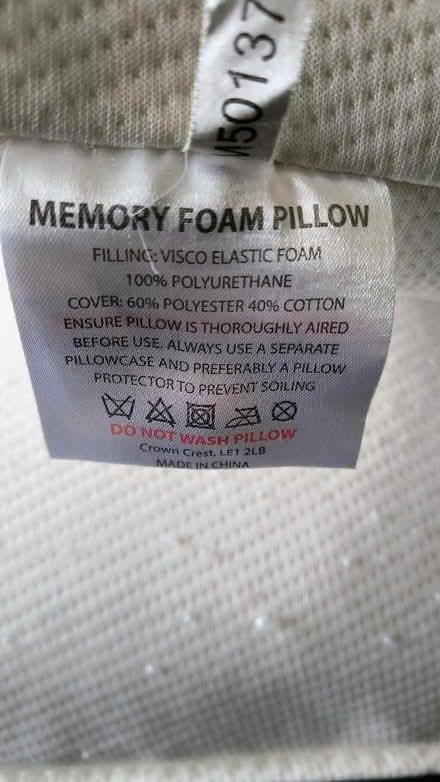 M50137
MEMORY FOAM PILLOW
FILLING: VISCO ELASTIC FOAM
100% POLYURETHANE
COVER: 60% POLYESTER 40% COTTON
ENSURE PILLOW IS THOROUGHLY AIRED
BEFORE USE. ALWAYS USE A SEPARATE
PILLOWCASE AND PREFERABLY A PILLOW
PROTECTOR TO PREVENT SOILING
DO NOT WASH PILLOW
Crown Crest. LE1 2LB
MADE IN CHINA